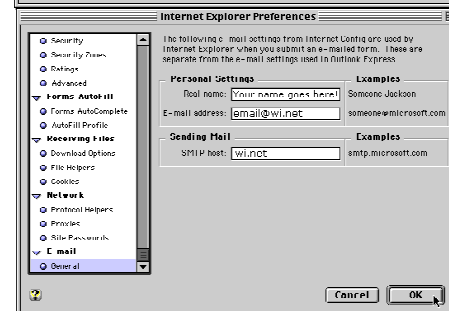 Internet Explorer Preferences
Security
Security Zones
Ratings
Advanced
Forms AutoFill
Forms AutoComplete
AutoFill Profile
Receiving Files
Download Options
File Helpers
Cookies
Network
Protocol Helpers
Proxies
Site Passwords
E-mail
General
The following e-mail settings from Internet Config are used by
Internet Explorer when you submit an e-mailed form. These are
separate from the e-mail settings used in Outlook Express
Personal Settings Examples
Real name: Your name goes here! Someone Jackson
E-mail address: email@wi.net someone@microsoft.com
Sending Mail Examples
SMTP host: wi.net smtp.microsoft.com
Cancel OK